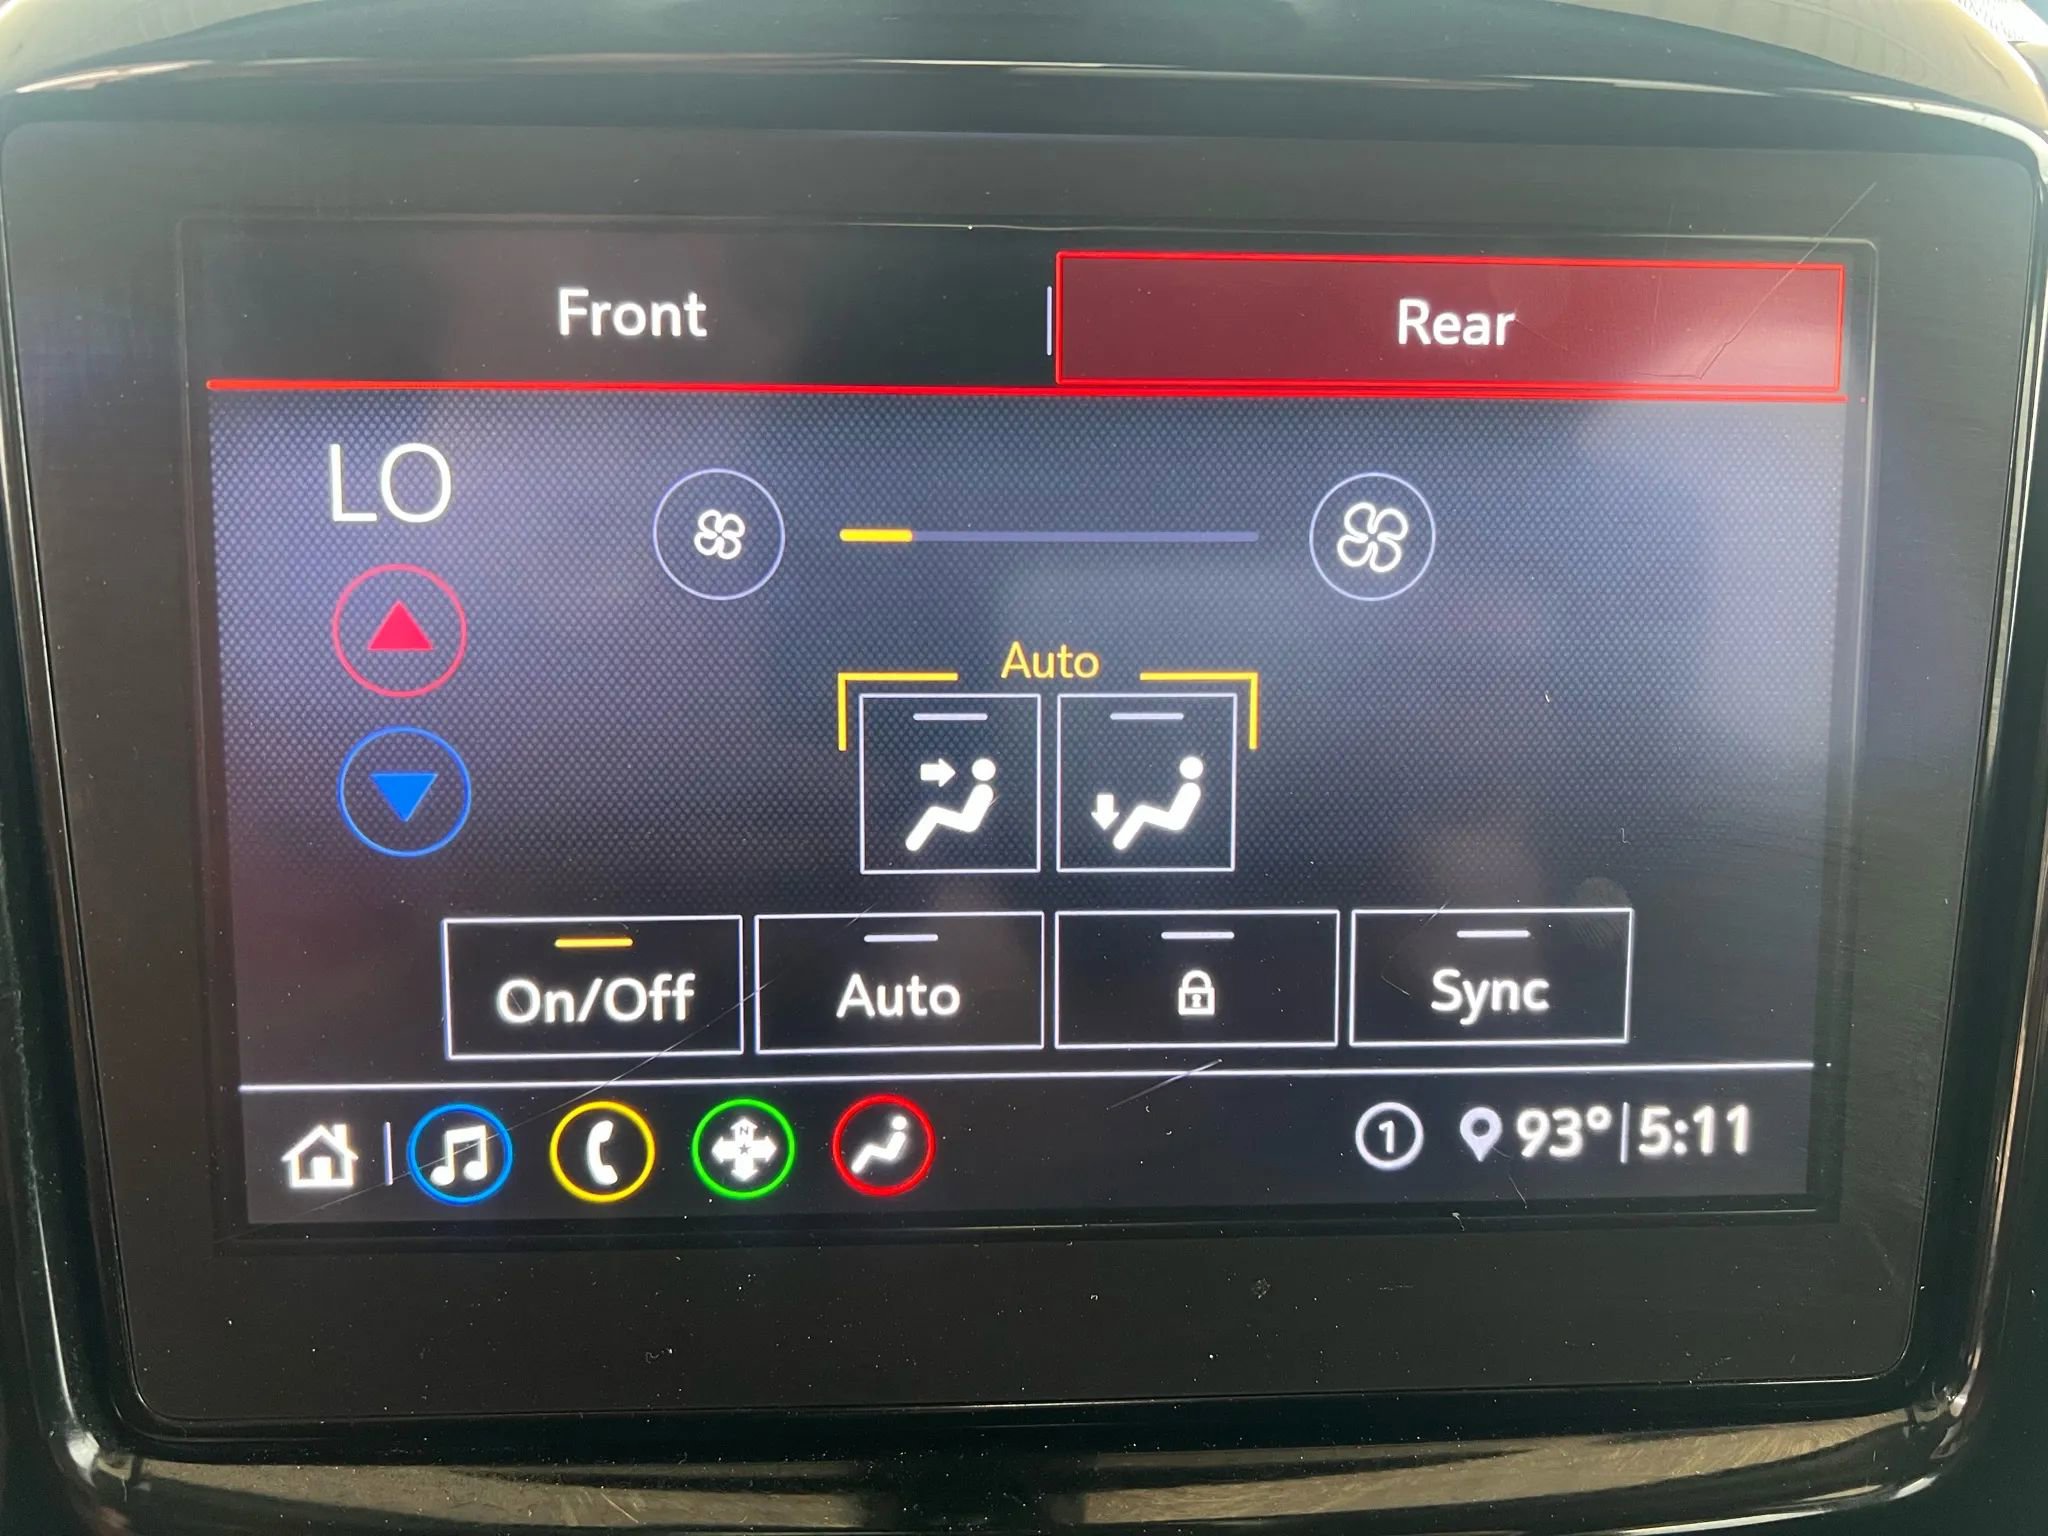 Front
Rear
LO
Auto
On/Off
Auto
Sync
N
1
93° 5:11